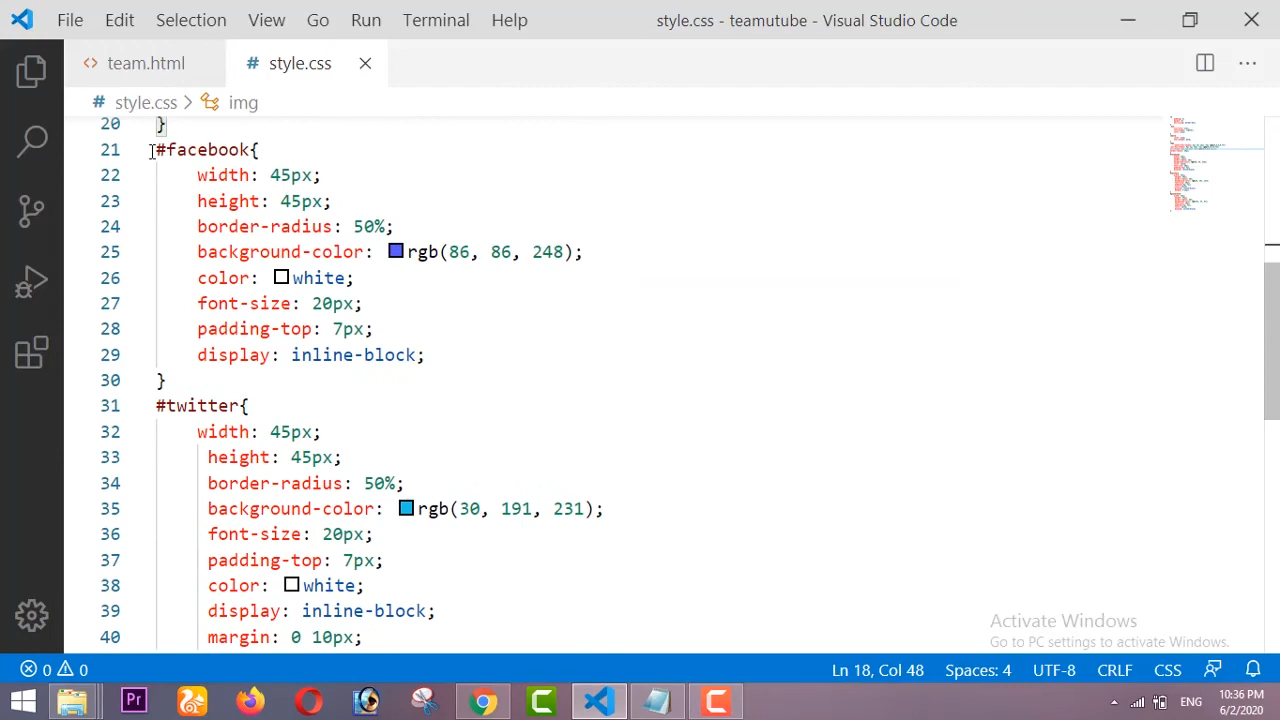 File Edit Selection View Go Run Terminal Help style.css - teamutube - Visual Studio Code
<> team.html # style.css
# style.css > img
20 }
21 #facebook{
22 width: 45px;
23 height: 45px;
24 border-radius: 50%;
25 background-color: rgb(86, 86, 248);
26 color: white;
27 font-size: 20px;
28 padding-top: 7px;
29 display: inline-block;
30 }
31 #twitter{
32 width: 45px;
33 height: 45px;
34 border-radius: 50%;
35 background-color: rgb(30, 191, 231);
36 font-size: 20px;
37 padding-top: 7px;
38 color: white;
39 display: inline-block;
40 margin: 0 10px;
Activate Windows
Go to PC settings to activate Windows.
0 0 Ln 18, Col 48 Spaces: 4 UTF-8 CRLF CSS
Pr C C ENG
10:36 PM
6/2/2020